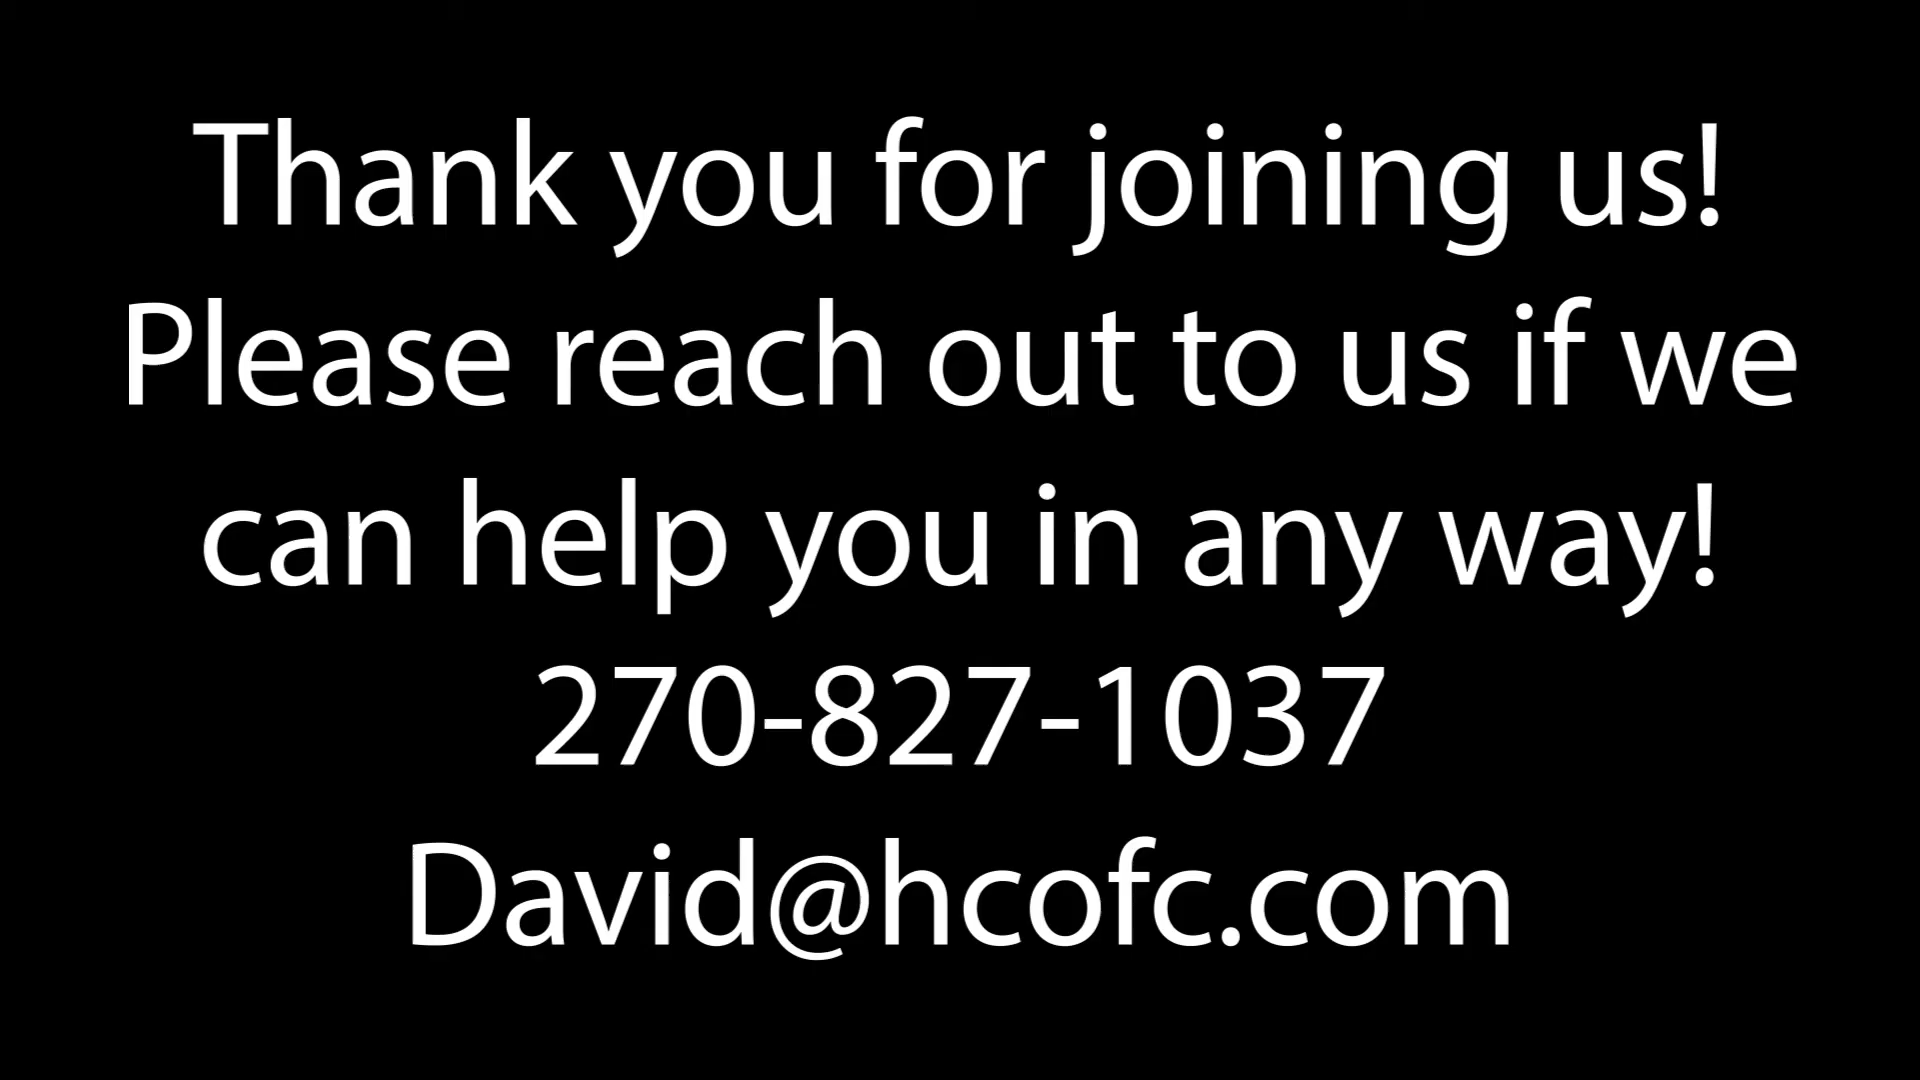 Thank you for joining us!
Please reach out to us if we
can help you in any way!
270-827-1037
David@hcofc.com